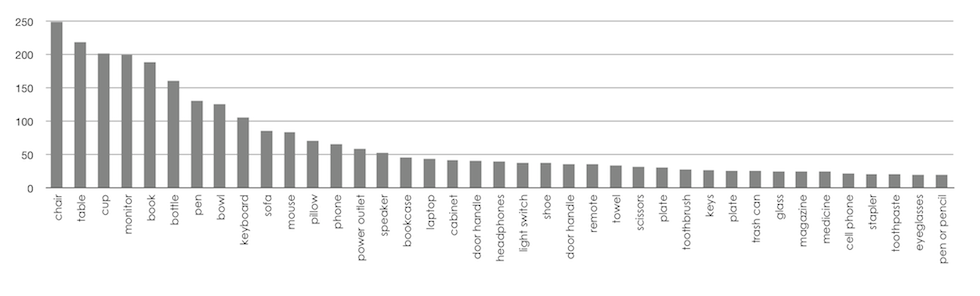 250
200
150
100
50
0
chair
table
cup
monitor
book
bottle
pen
bowl
keyboard
sofa
mouse
pillow
phone
power outlet
speaker
bookcase
laptop
cabinet
door handle
headphones
light switch
shoe
door handle
remote
towel
scissors
plate
toothbrush
keys
plate
trash can
glass
magazine
medicine
cell phone
stapler
toothpaste
eyeglasses
pen or pencil